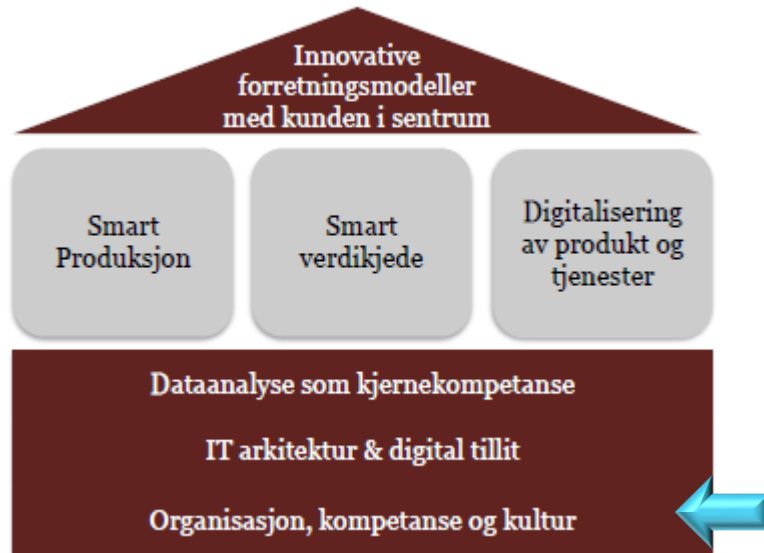 Innovative
forretningsmodeller
med kunden i sentrum
Smart
Produksjon
Smart
verdikjede
Digitalisering
av produkt og
tjenester
Dataanalyse som kjernekompetanse
IT arkitektur & digital tillit
Organisasjon, kompetanse og kultur